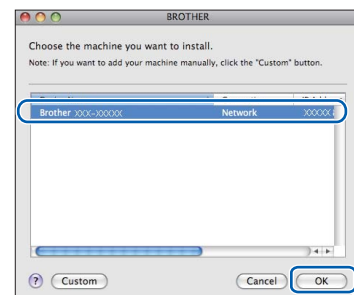 BROTHER
Choose the machine you want to install.
Note: If you want to add your machine manually, click the "Custom" button.
Brother XXX-XXXXX Network XXXXX
? Custom Cancel OK